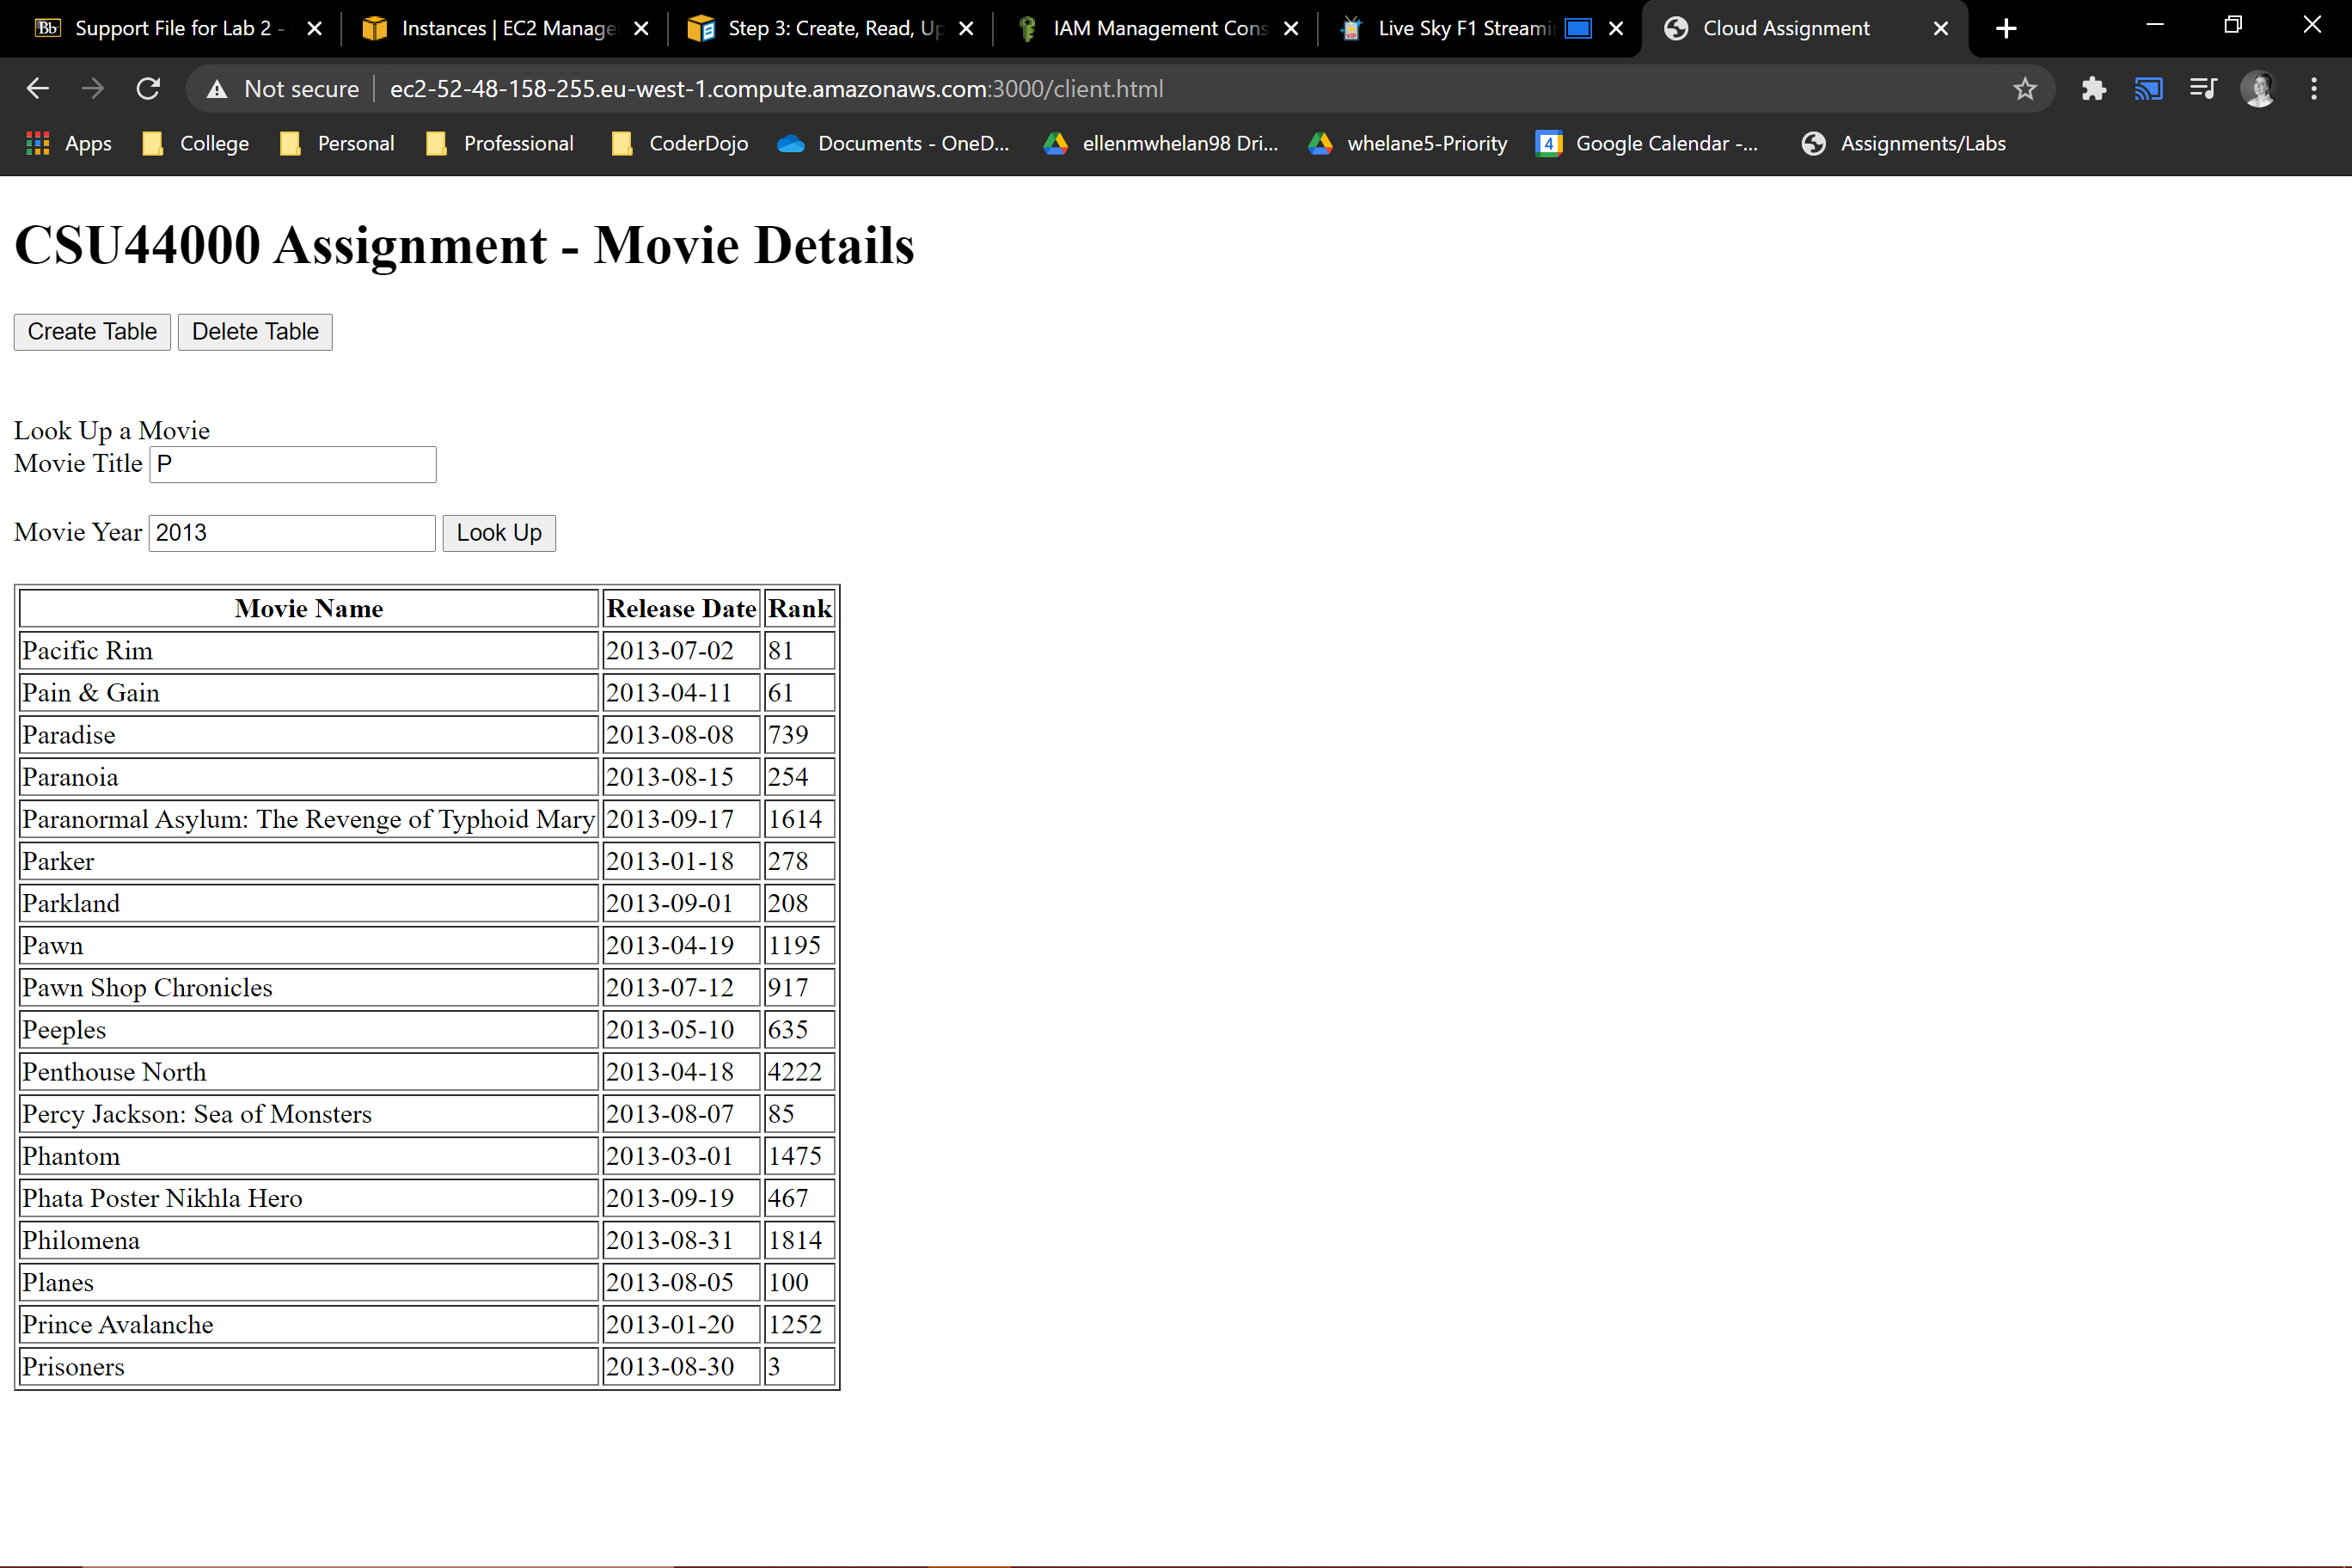 Support File for Lab 2 -
Instances | EC2 Manage
Step 3: Create, Read, Up
IAM Management Cons
Live Sky F1 Streami
Cloud Assignment
Not secure ec2-52-48-158-255.eu-west-1.compute.amazonaws.com:3000/client.html
Apps College Personal Professional CoderDojo Documents - OneD... ellenmwhelan98 Dri... whelane5-Priority 4 Google Calendar -... Assignments/Labs
CSU44000 Assignment - Movie Details
Create Table Delete Table
Look Up a Movie
Movie Title P
Movie Year 2013 Look Up
Movie Name Release Date Rank
Pacific Rim 2013-07-02 81
Pain & Gain 2013-04-11 61
Paradise 2013-08-08 739
Paranoia 2013-08-15 254
Paranormal Asylum: The Revenge of Typhoid Mary 2013-09-17 1614
Parker 2013-01-18 278
Parkland 2013-09-01 208
Pawn 2013-04-19 1195
Pawn Shop Chronicles 2013-07-12 917
Peeples 2013-05-10 635
Penthouse North 2013-04-18 4222
Percy Jackson: Sea of Monsters 2013-08-07 85
Phantom 2013-03-01 1475
Phata Poster Nikhla Hero 2013-09-19 467
Philomena 2013-08-31 1814
Planes 2013-08-05 100
Prince Avalanche 2013-01-20 1252
Prisoners 2013-08-30 3